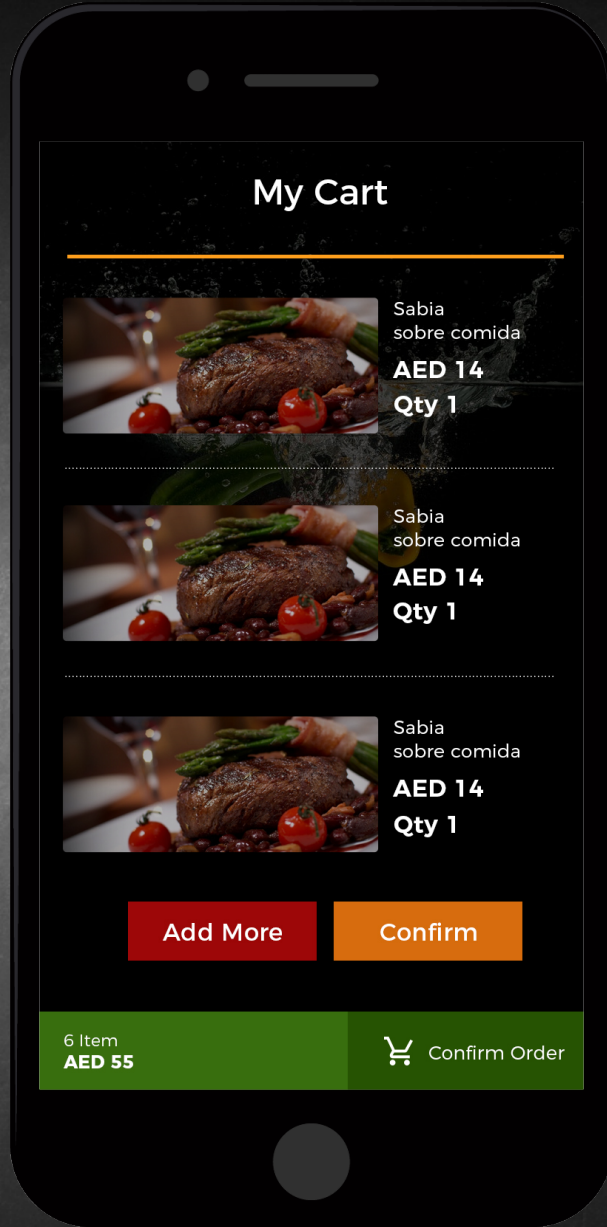 My Cart
Sabia
sobre comida
AED 14
Qty 1
Sabia
sobre comida
AED 14
Qty 1
Sabia
sobre comida
AED 14
Qty 1
Add More
Confirm
6 Item
AED 55
Confirm Order